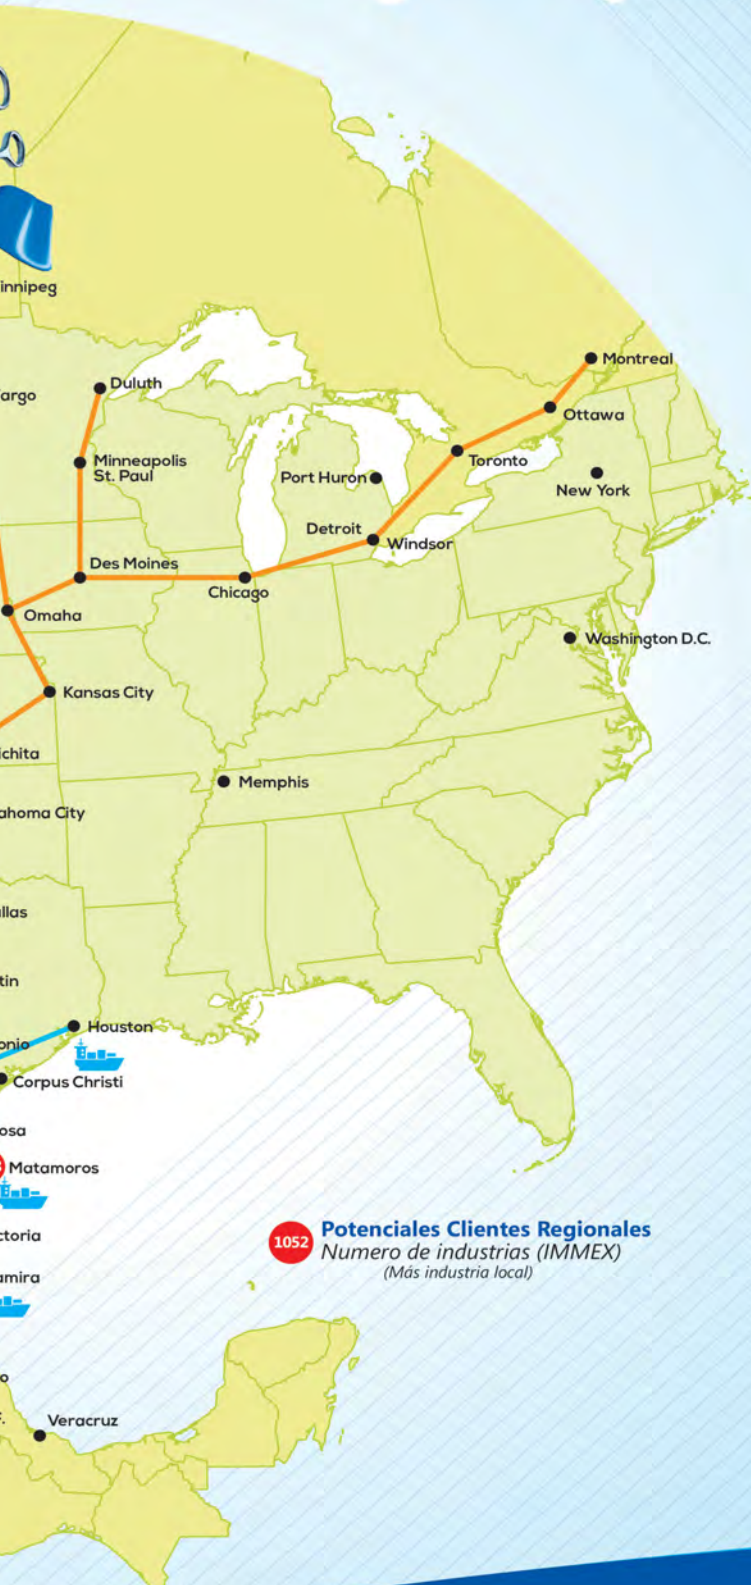 innipeg
Montreal
Duluth
argo
Ottawa
Minneapolis
St. Paul
Toronto
Port Huron
New York
Detroit
Windsor
Des Moines
Chicago
Omaha
Washington D.C.
Kansas City
ichita
Memphis
ahoma City
llas
tin
Houston
onio
Corpus Christi
osa
Matamoros
1052
Potenciales Clientes Regionales
Numero de industrias (IMMEX)
(Más industria local)
ctoria
amira
o
Veracruz